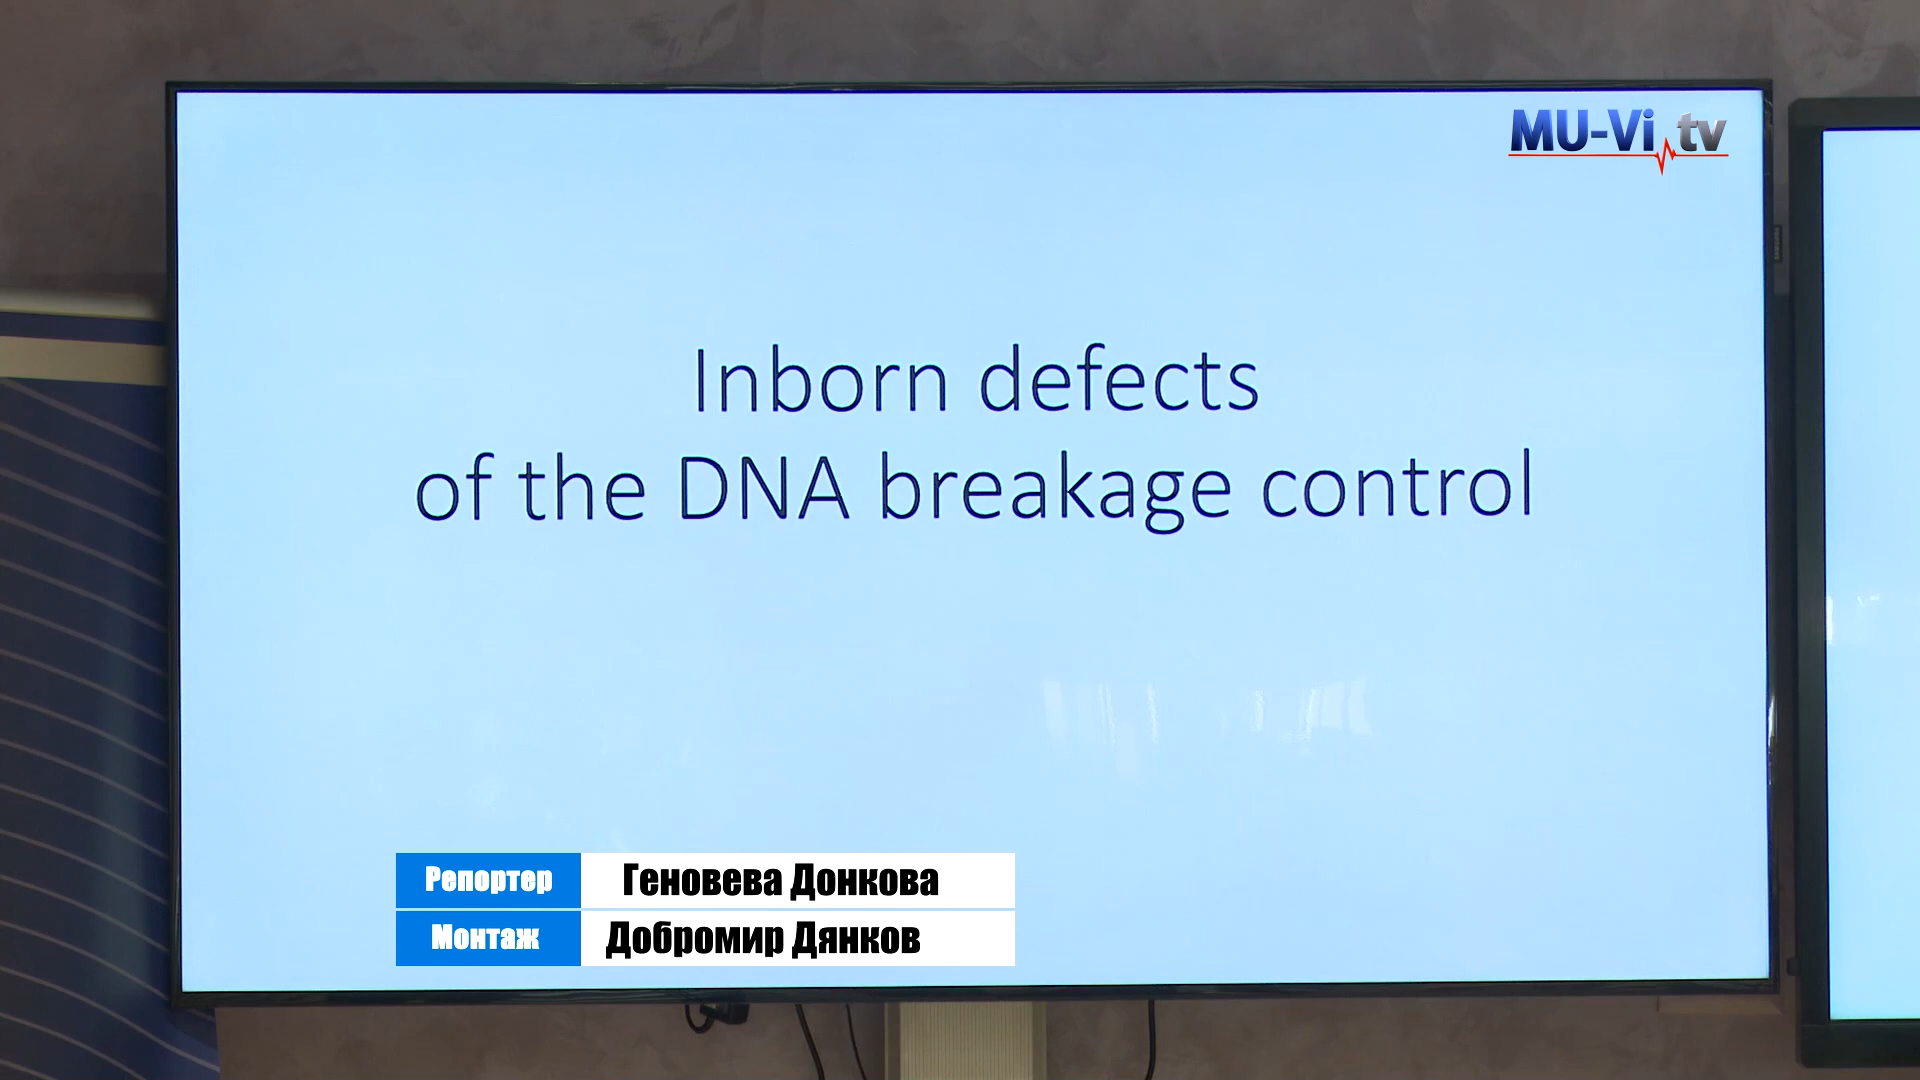 MU-Vi.tv
Inborn defects
of the DNA breakage control
Репортер Геновева Донкова
Монтаж Добромир Дянков